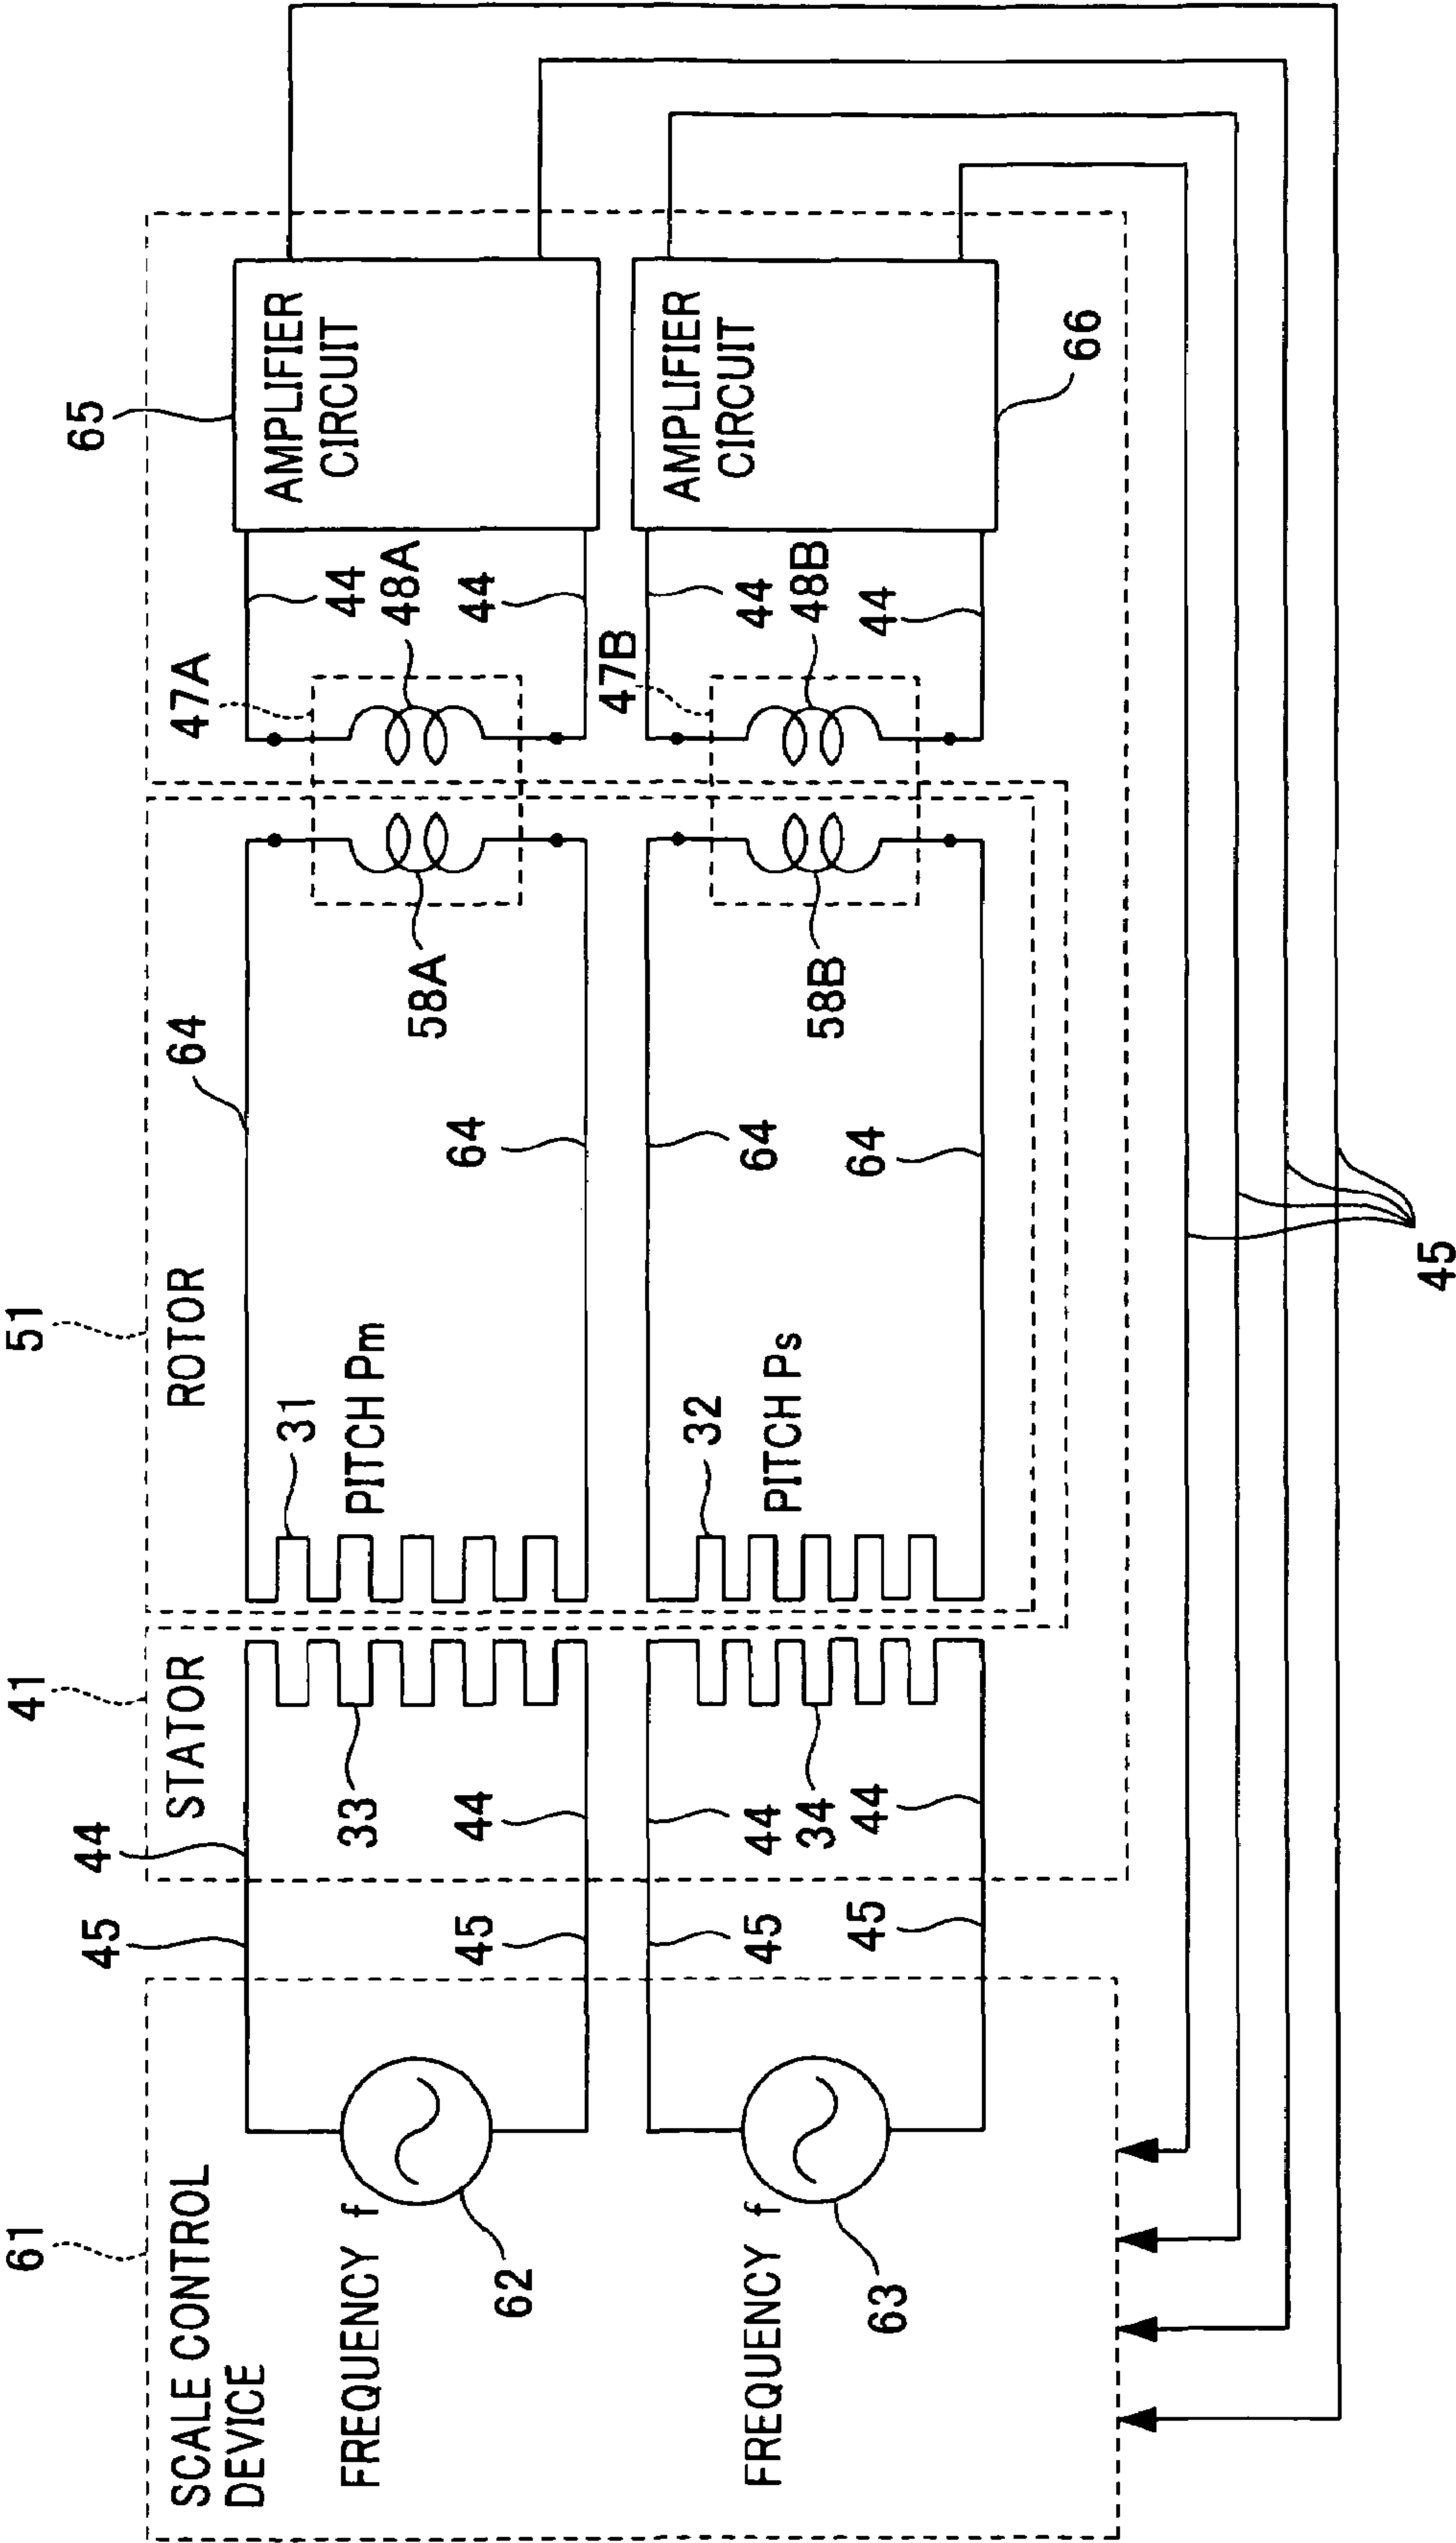 61
41
51
SCALE CONTROL
DEVICE
STATOR
ROTOR
45
44
64
47A
65
FREQUENCY f
62
33
31
PITCH Pm
58A
44
48A
AMPLIFIER
CIRCUIT
45
44
64
44
47B
FREQUENCY f
63
45
44
34
32
PITCH Ps
64
58B
44
48B
AMPLIFIER
CIRCUIT
45
44
64
44
66
45